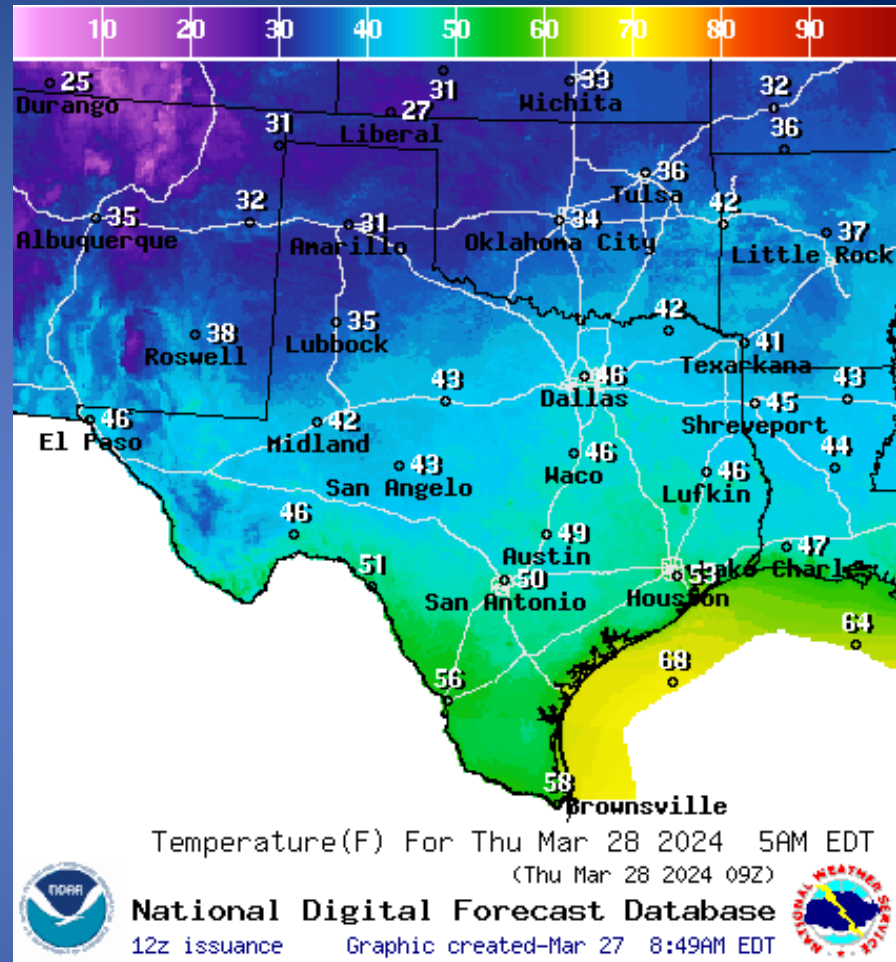 10 20 30 40 50 60 70 80 90
25
Durango
31
27
Liberal
33
Wichita
32
36
31
36
Tulsa
35
Albuquerque
32
31
Amarillo
34
Oklahoma City
42
37
Little Rock
38
Roswell
35
Lubbock
42
41
Texarkana
46
Dallas
43
45
Shreveport
43
46
El Paso
42
Midland
43
San Angelo
46
Waco
46
Lufkin
44
46
49
Austin
47
Lake Charles
51
50
San Antonio
53
Houston
64
68
56
58
Brownsville
Temperature(F) For Thu Mar 28 2024 5AM EDT
(Thu Mar 28 2024 09Z)
NOAA
National Digital Forecast Database
12z issuance Graphic created-Mar 27 8:49AM EDT
NATIONAL WEATHER SERVICE